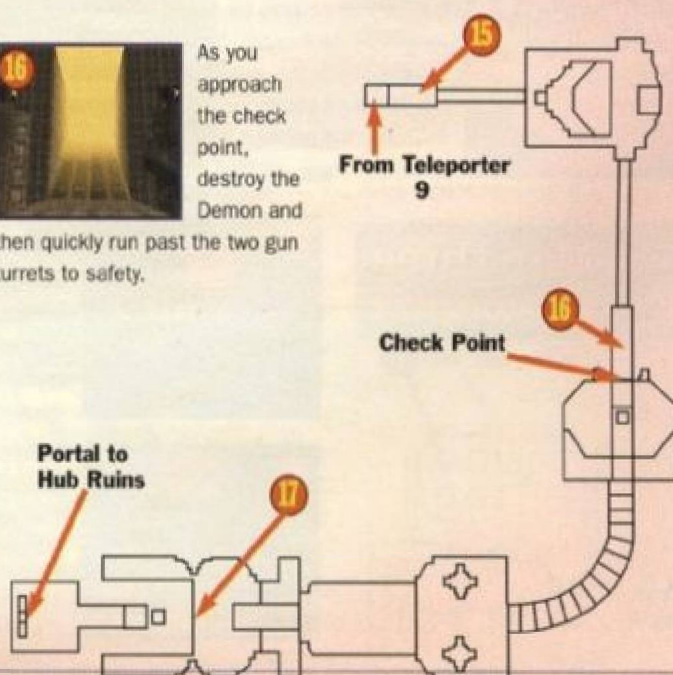 16
As you
approach
the check
point,
destroy the
Demon and
then quickly run past the two gun
turrets to safety.
15
From Teleporter
9
16
Check Point
Portal to
Hub Ruins
17